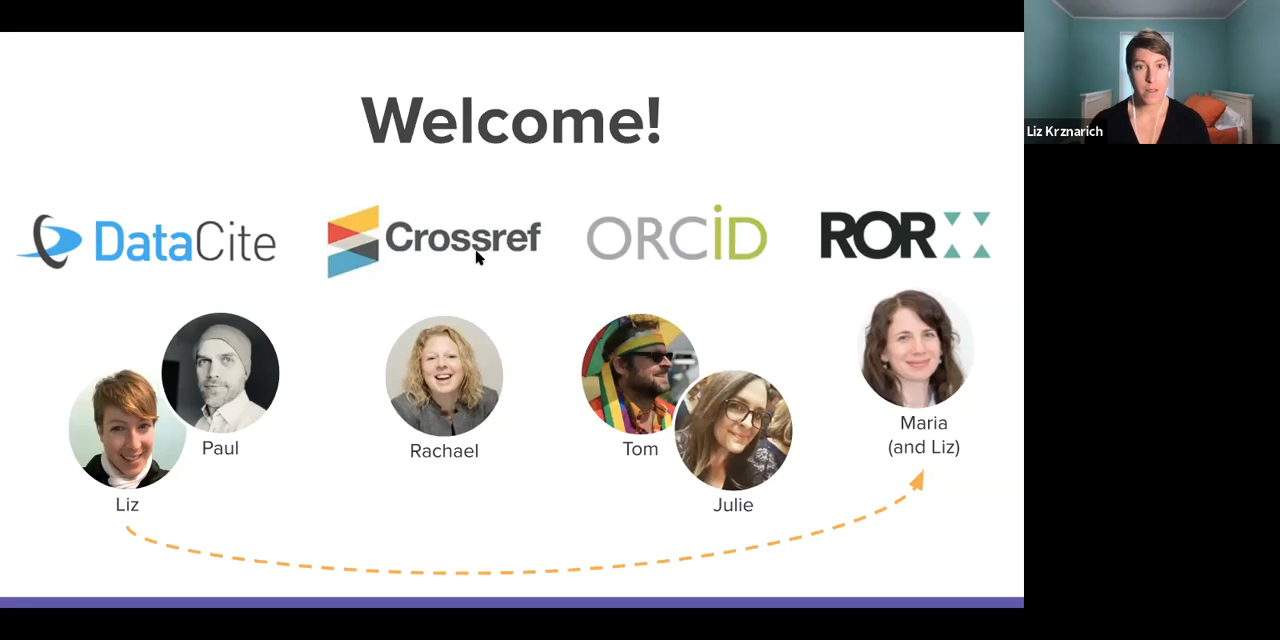 Welcome!
DataCite
Crossref
ORCID
ROR
Liz
Paul
Rachael
Tom
Julie
Maria
(and Liz)
Liz Krznarich